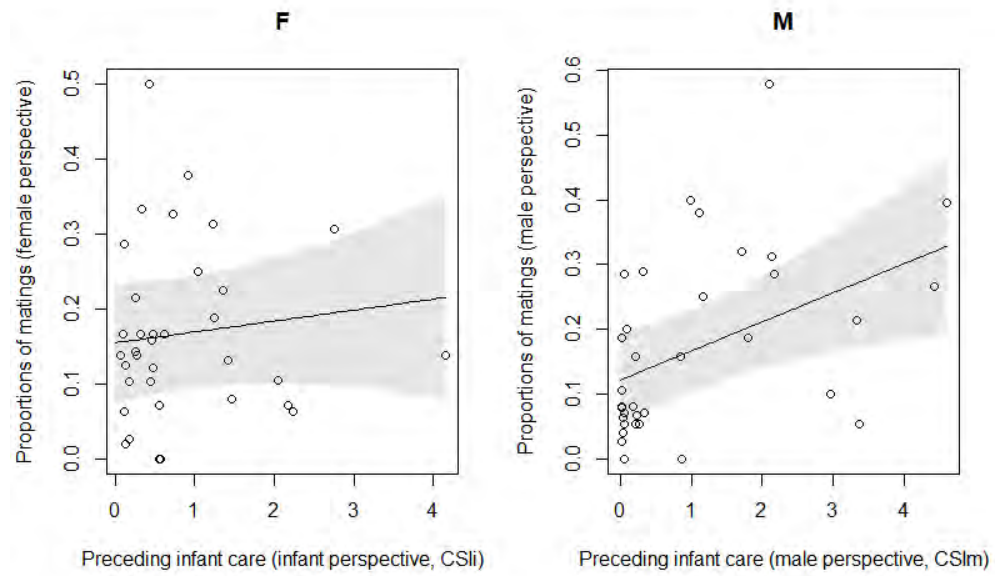 F
Proportions of matings (female perspective)
0.0 0.1 0.2 0.3 0.4 0.5
0 1 2 3 4
Preceding infant care (infant perspective, CSIi)
M
Proportions of matings (male perspective)
0.0 0.1 0.2 0.3 0.4 0.5 0.6
0 1 2 3 4
Preceding infant care (male perspective, CSIm)